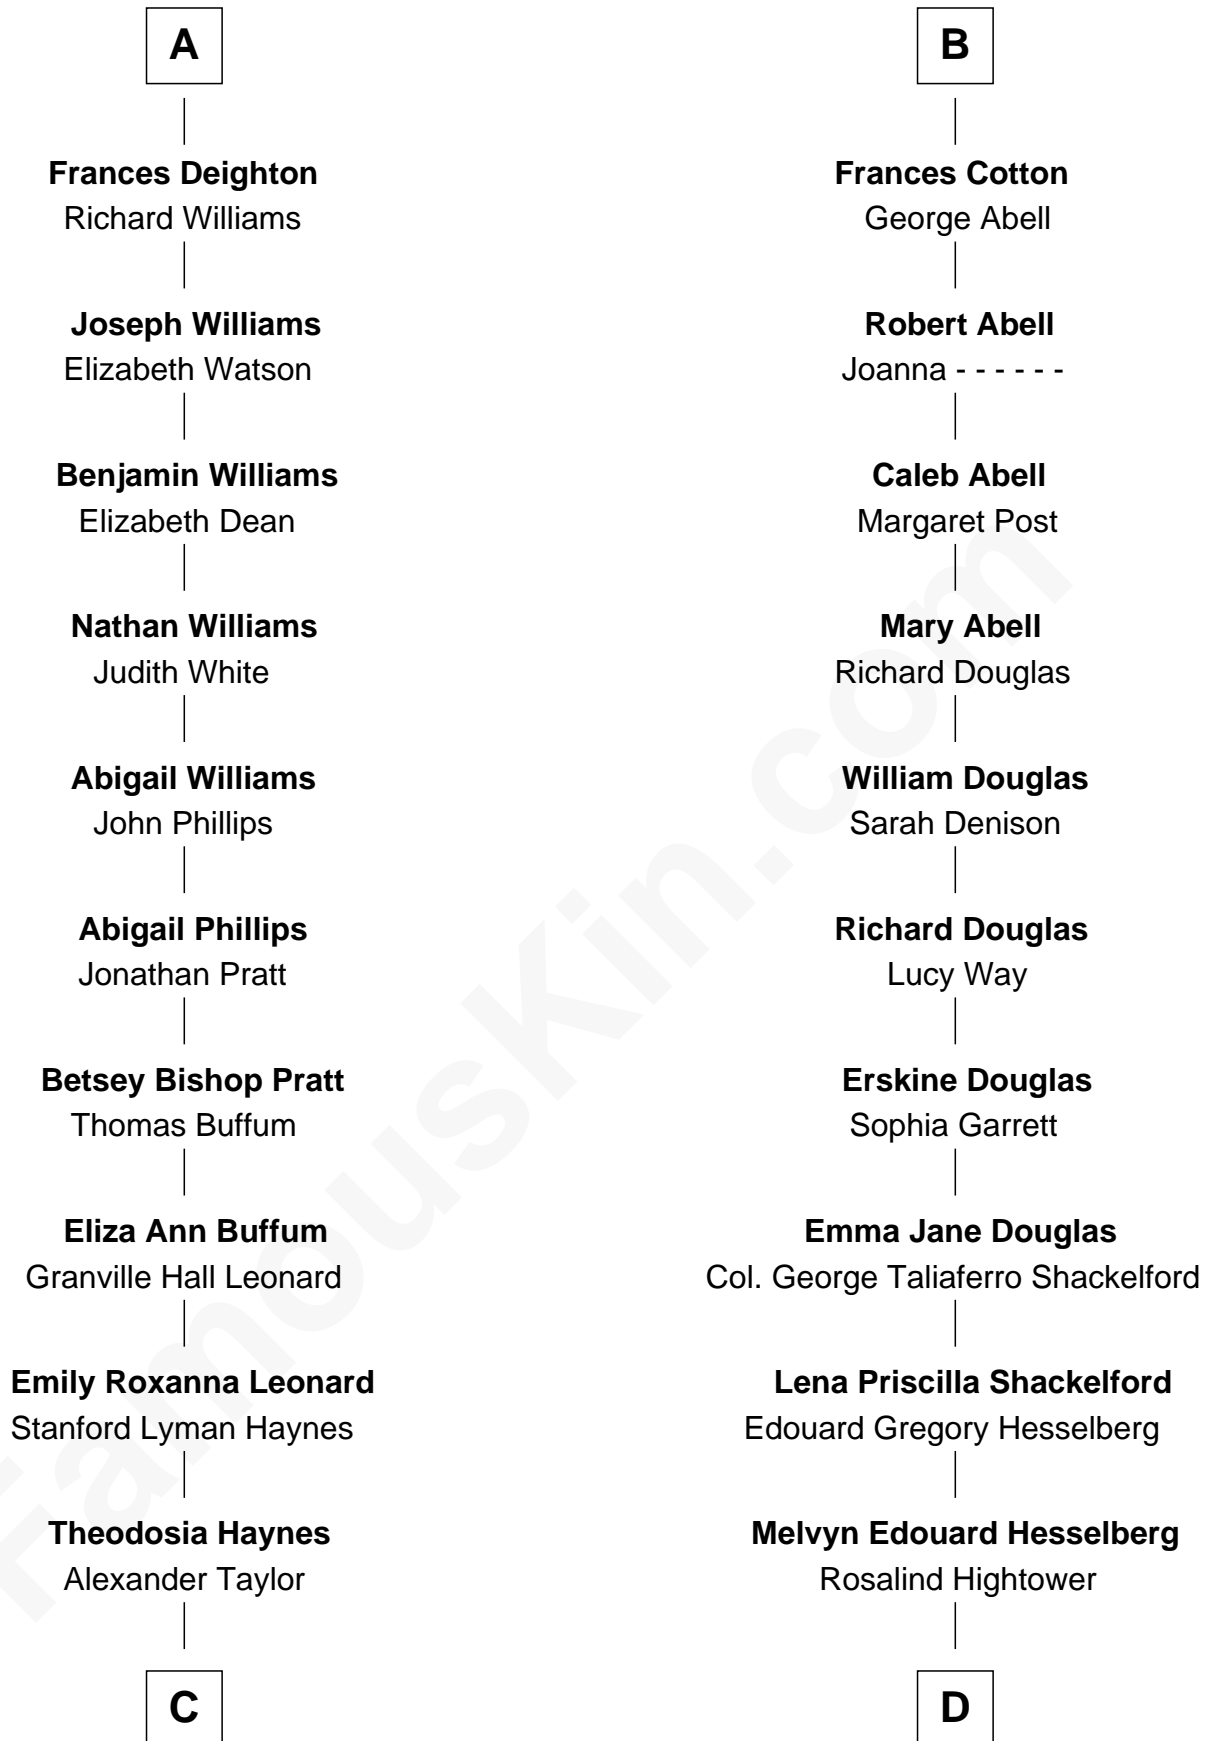 A
Frances Deighton
Richard Williams
Joseph Williams
Elizabeth Watson
Benjamin Williams
Elizabeth Dean
Nathan Williams
Judith White
Abigail Williams
John Phillips
Abigail Phillips
Jonathan Pratt
Betsey Bishop Pratt
Thomas Buffum
Eliza Ann Buffum
Granville Hall Leonard
Emily Roxanna Leonard
Stanford Lyman Haynes
Theodosia Haynes
Alexander Taylor
C
B
Frances Cotton
George Abell
Robert Abell
Joanna - - - - - -
Caleb Abell
Margaret Post
Mary Abell
Richard Douglas
William Douglas
Sarah Denison
Richard Douglas
Lucy Way
Erskine Douglas
Sophia Garrett
Emma Jane Douglas
Col. George Taliaferro Shackelford
Lena Priscilla Shackelford
Edouard Gregory Hesselberg
Melvyn Edouard Hesselberg
Rosalind Hightower
D
FamousKin.com